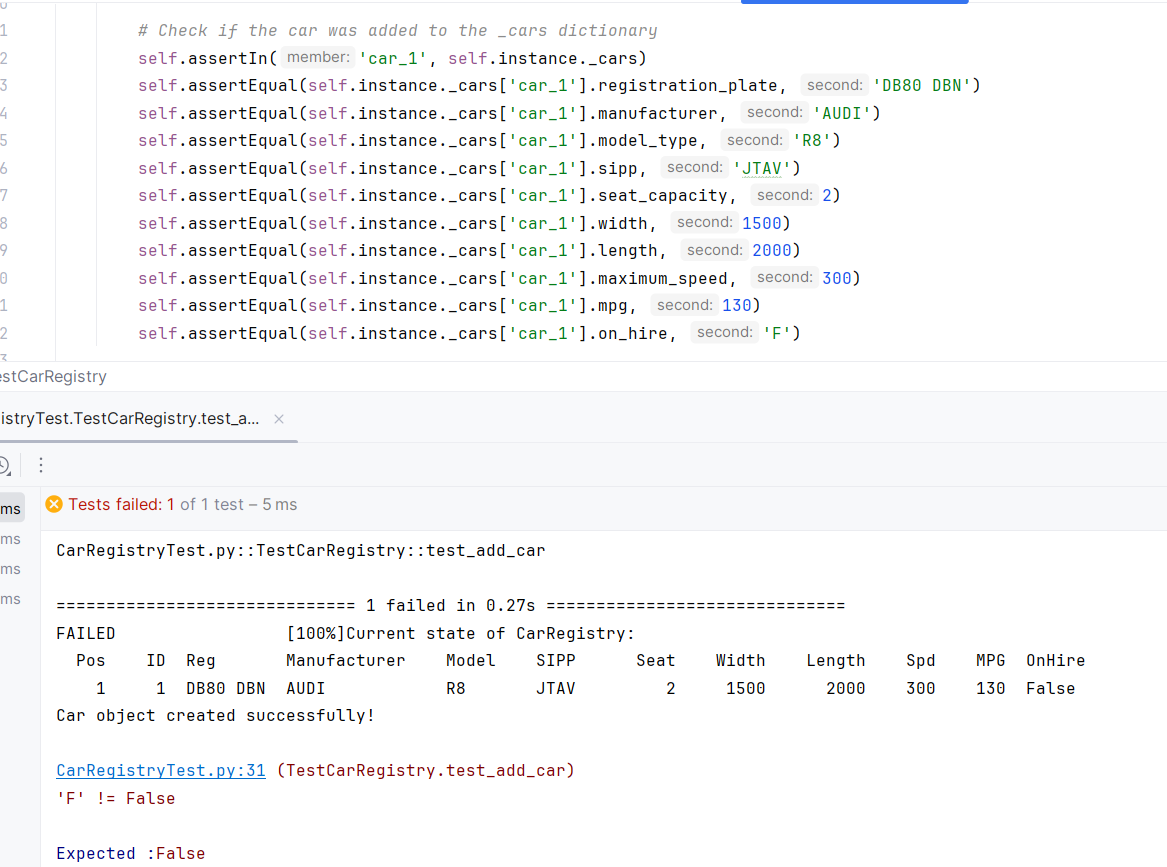 1 # Check if the car was added to the _cars dictionary
2 self.assertIn( member: 'car_1', self.instance._cars)
3 self.assertEqual(self.instance._cars['car_1'].registration_plate, second: 'DB80 DBN')
4 self.assertEqual(self.instance._cars['car_1'].manufacturer, second: 'AUDI')
5 self.assertEqual(self.instance._cars['car_1'].model_type, second: 'R8')
6 self.assertEqual(self.instance._cars['car_1'].sipp, second: 'JTAV')
7 self.assertEqual(self.instance._cars['car_1'].seat_capacity, second: 2)
8 self.assertEqual(self.instance._cars['car_1'].width, second: 1500)
9 self.assertEqual(self.instance._cars['car_1'].length, second: 2000)
0 self.assertEqual(self.instance._cars['car_1'].maximum_speed, second: 300)
1 self.assertEqual(self.instance._cars['car_1'].mpg, second: 130)
2 self.assertEqual(self.instance._cars['car_1'].on_hire, second: 'F')
3
estCarRegistry
istryTest.TestCarRegistry.test_a... ×
ms Tests failed: 1 of 1 test – 5 ms
ms
ms
ms
CarRegistryTest.py::TestCarRegistry::test_add_car
============================== 1 failed in 0.27s ==============================
FAILED [100%]Current state of CarRegistry:
Pos ID Reg Manufacturer Model SIPP Seat Width Length Spd MPG OnHire
1 1 DB80 DBN AUDI R8 JTAV 2 1500 2000 300 130 False
Car object created successfully!
CarRegistryTest.py:31 (TestCarRegistry.test_add_car)
'F' != False
Expected :False